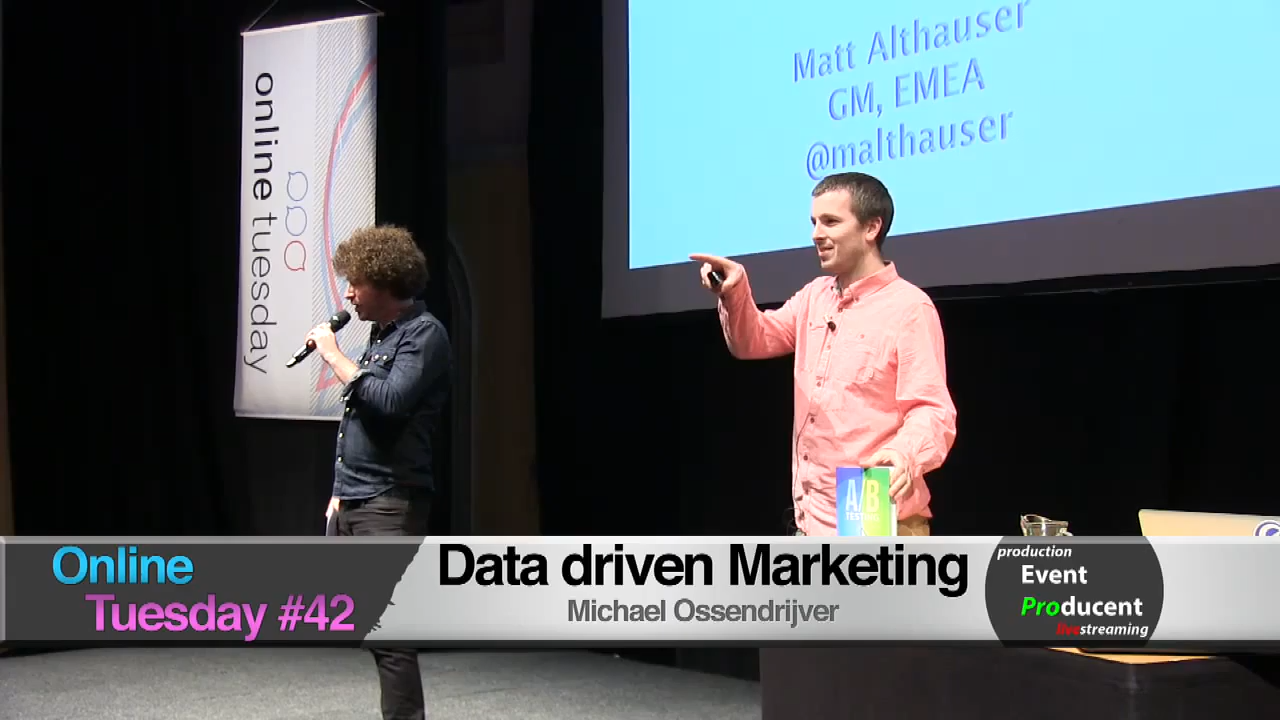 Matt Althauser
GM, EMEA
@malthauser
online tuesday
A/B
TESTING
Online
Tuesday #42
Data driven Marketing
Michael Ossendrijver
production
Event
Producent
livestreaming